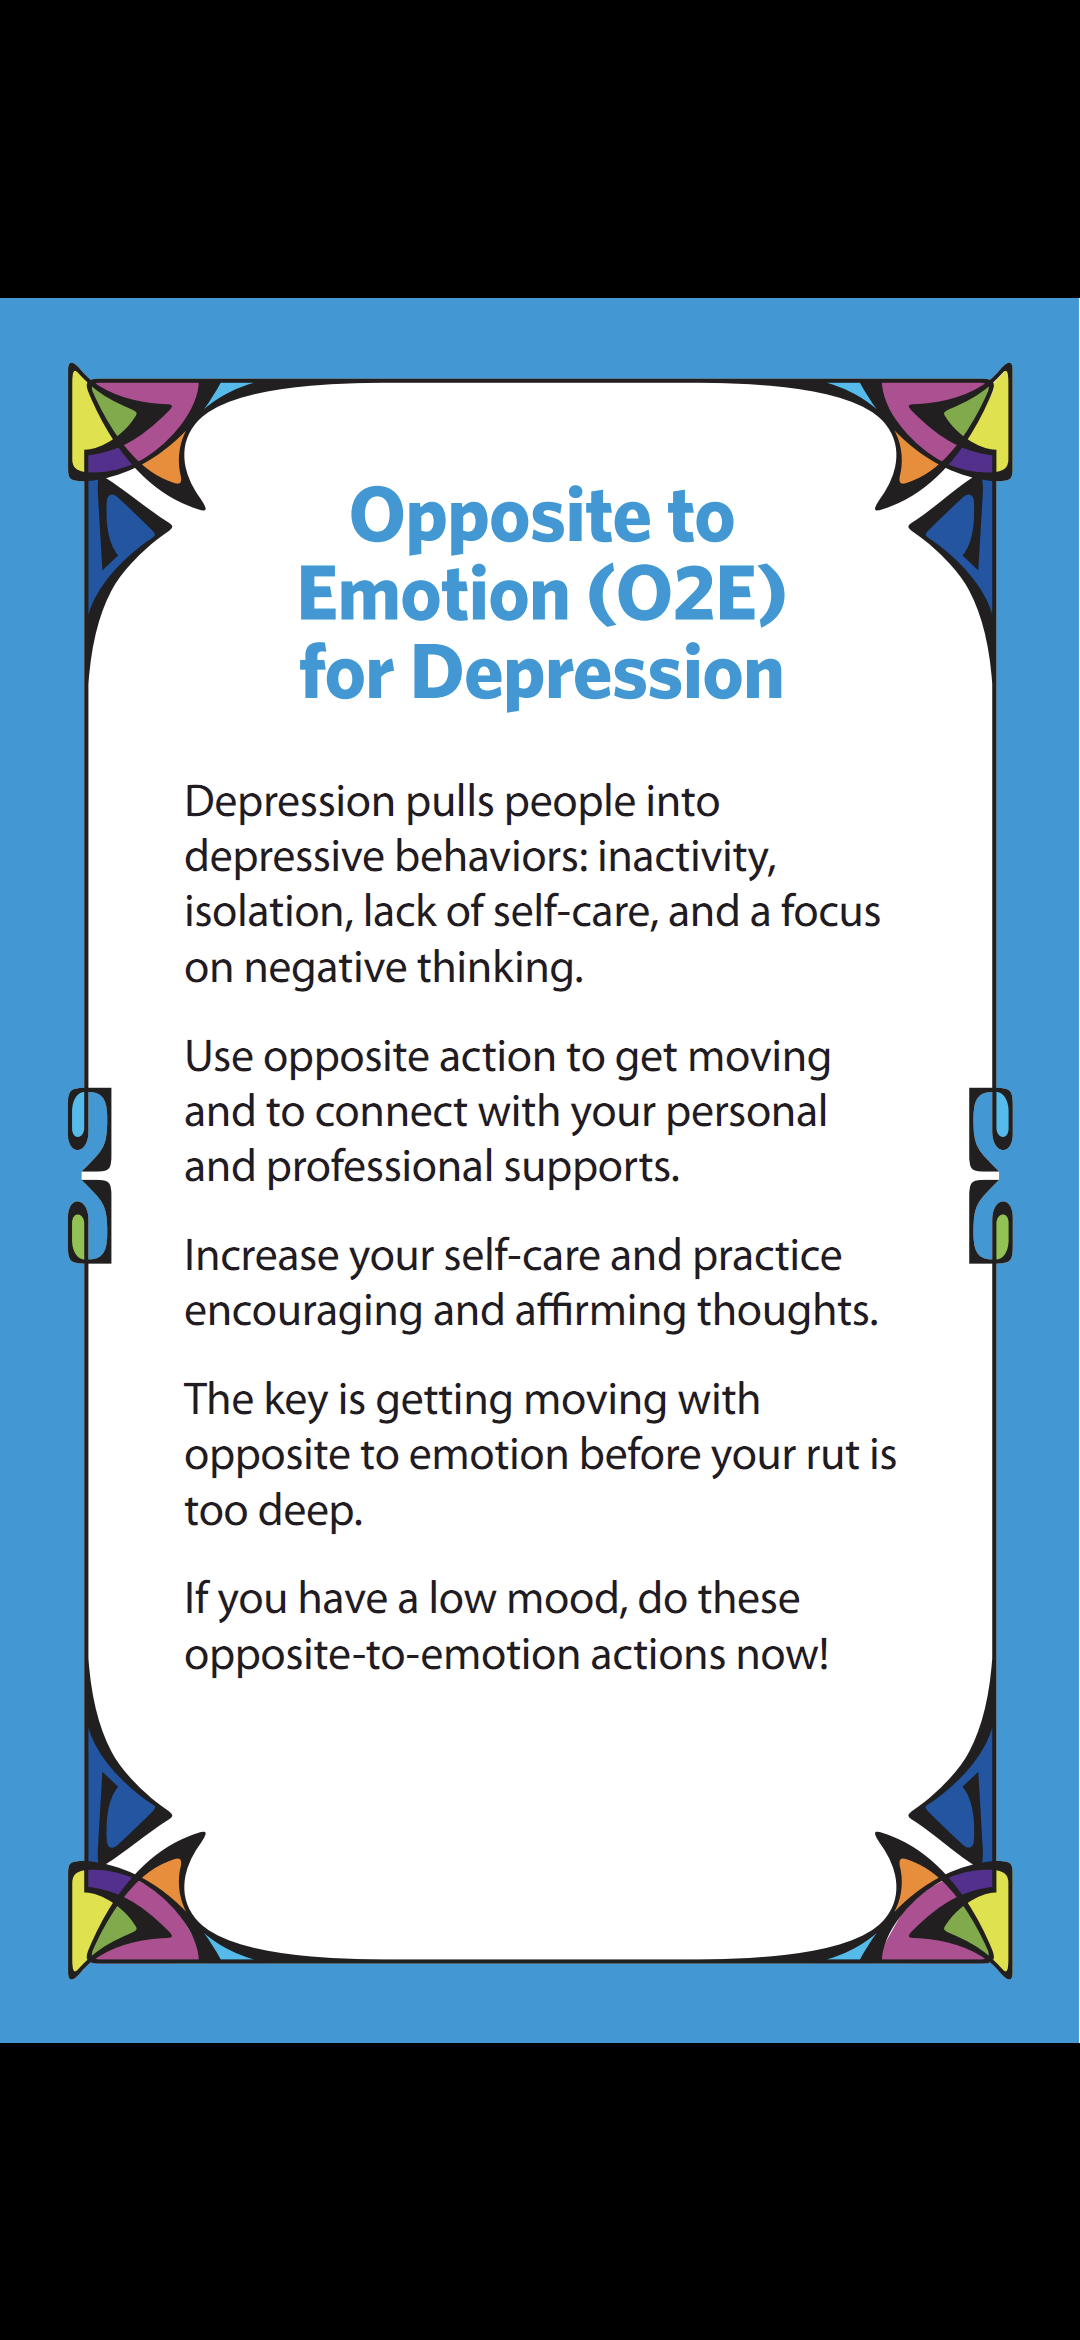 Opposite to
Emotion (O2E)
for Depression
Depression pulls people into
depressive behaviors: inactivity,
isolation, lack of self-care, and a focus
on negative thinking.
Use opposite action to get moving
and to connect with your personal
and professional supports.
Increase your self-care and practice
encouraging and affirming thoughts.
The key is getting moving with
opposite to emotion before your rut is
too deep.
If you have a low mood, do these
opposite-to-emotion actions now!